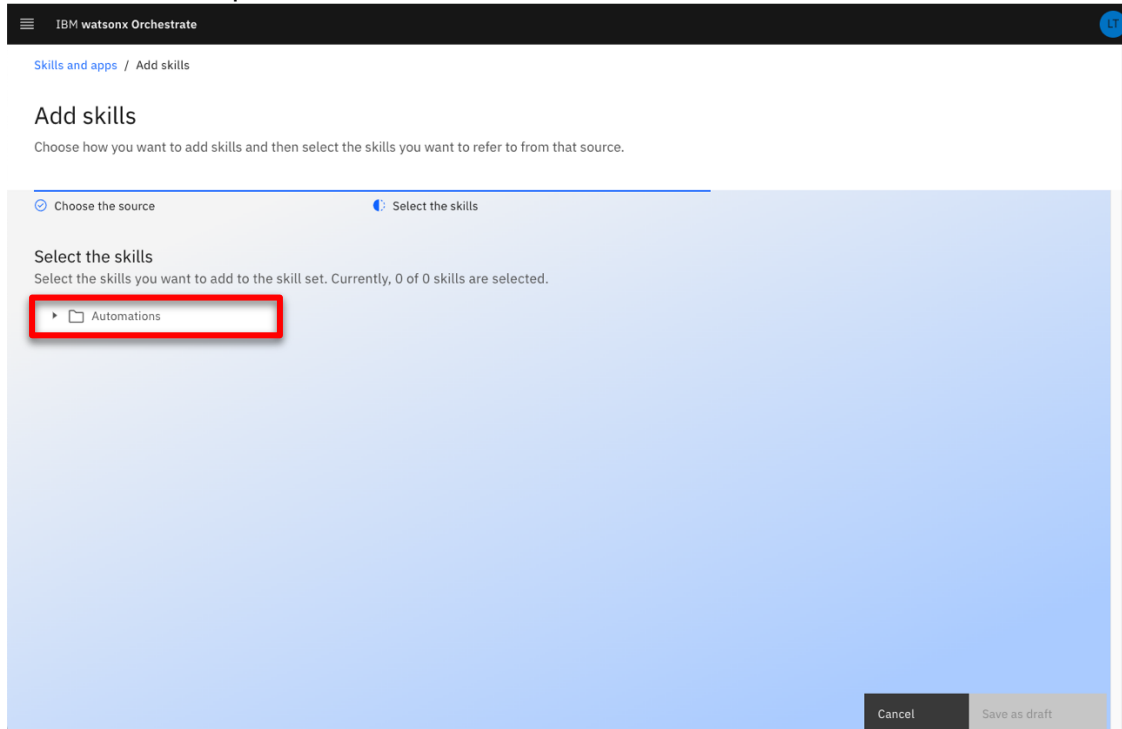 IBM watsonx Orchestrate
LT
Skills and apps / Add skills
Add skills
Choose how you want to add skills and then select the skills you want to refer to from that source.
Choose the source
Select the skills
Select the skills
Select the skills you want to add to the skill set. Currently, 0 of 0 skills are selected.
Automations
Cancel
Save as draft